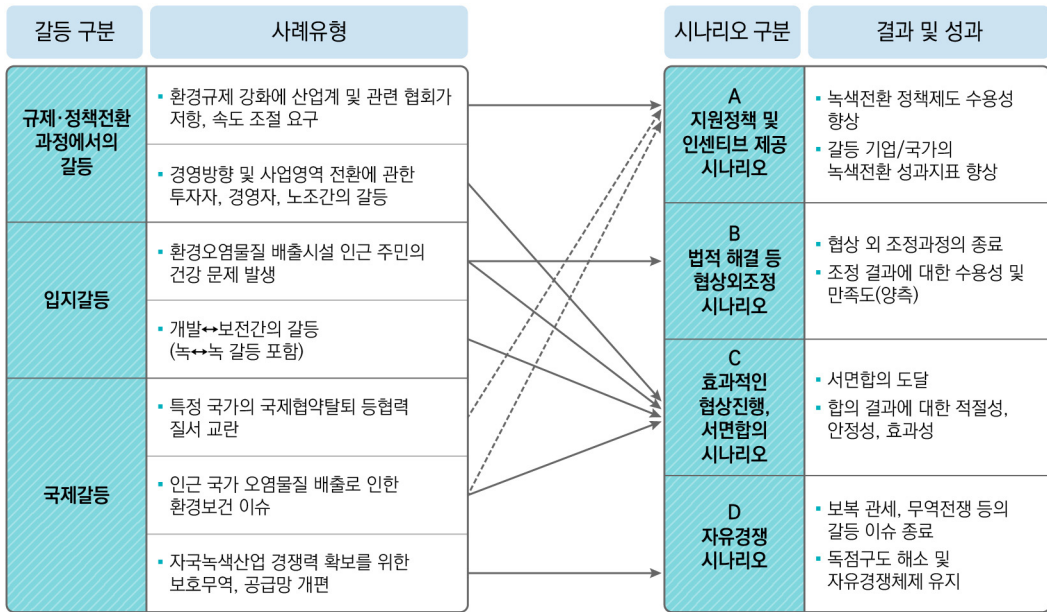 갈등 구분
사례유형
규제·정책전환
과정에서의
갈등
▪ 환경규제 강화에 산업계 및 관련 협회가
저항, 속도 조절 요구
▪ 경영방향 및 사업영역 전환에 관한
투자자, 경영자, 노조간의 갈등
입지갈등
▪ 환경오염물질 배출시설 인근 주민의
건강 문제 발생
▪ 개발↔보전간의 갈등
(녹↔녹 갈등 포함)
국제갈등
▪ 특정 국가의 국제협약탈퇴 등협력
질서 교란
▪ 인근 국가 오염물질 배출로 인한
환경보건 이슈
▪ 자국녹색산업 경쟁력 확보를 위한
보호무역, 공급망 개편
시나리오 구분
결과 및 성과
A
지원정책 및
인센티브 제공
시나리오
▪ 녹색전환 정책제도 수용성
향상
▪ 갈등 기업/국가의
녹색전환 성과지표 향상
B
법적 해결 등
협상외조정
시나리오
▪ 협상 외 조정과정의 종료
▪ 조정 결과에 대한 수용성 및
만족도(양측)
C
효과적인
협상진행,
서면합의
시나리오
▪ 서면합의 도달
▪ 합의 결과에 대한 적절성,
안정성, 효과성
D
자유경쟁
시나리오
▪ 보복 관세, 무역전쟁 등의
갈등 이슈 종료
▪ 독점구도 해소 및
자유경쟁체제 유지